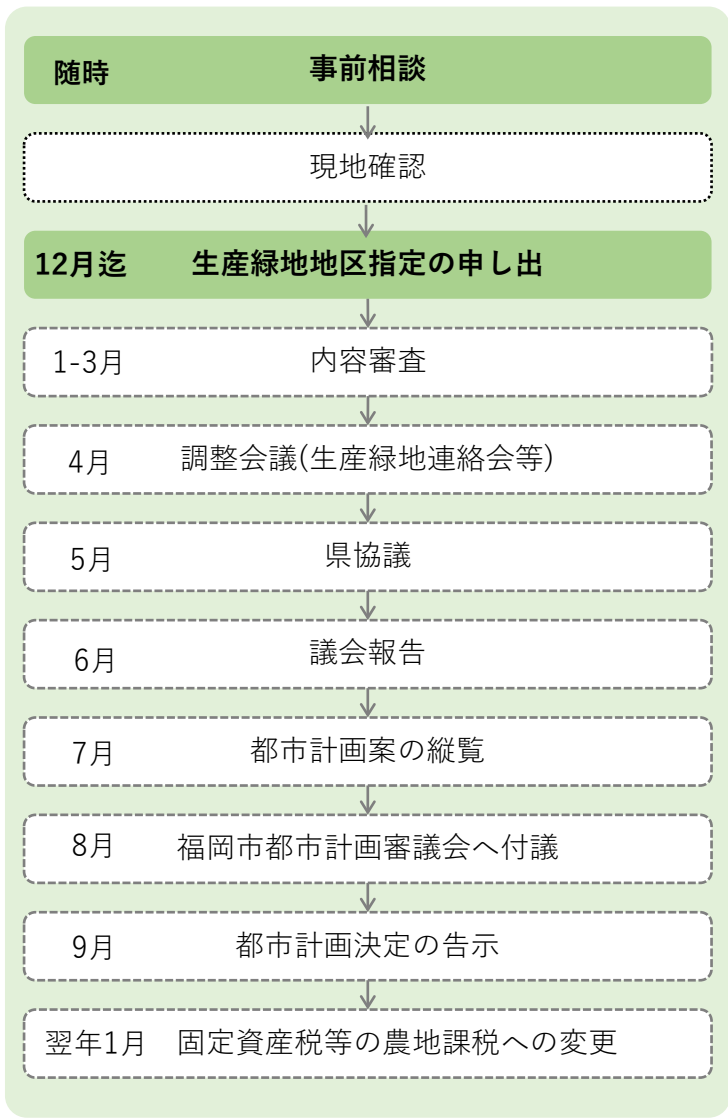 随時 事前相談
現地確認
12月迄 生産緑地地区指定の申し出
1-3月 内容審査
4月 調整会議(生産緑地連絡会等)
5月 県協議
6月 議会報告
7月 都市計画案の縦覧
8月 福岡市都市計画審議会へ付議
9月 都市計画決定の告示
翌年1月 固定資産税等の農地課税への変更